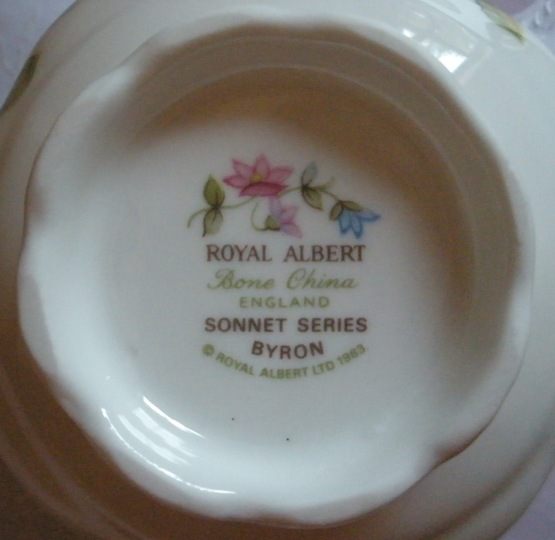 ROYAL ALBERT
Bone China
ENGLAND
SONNET SERIES
BYRON
© ROYAL ALBERT LTD 1983